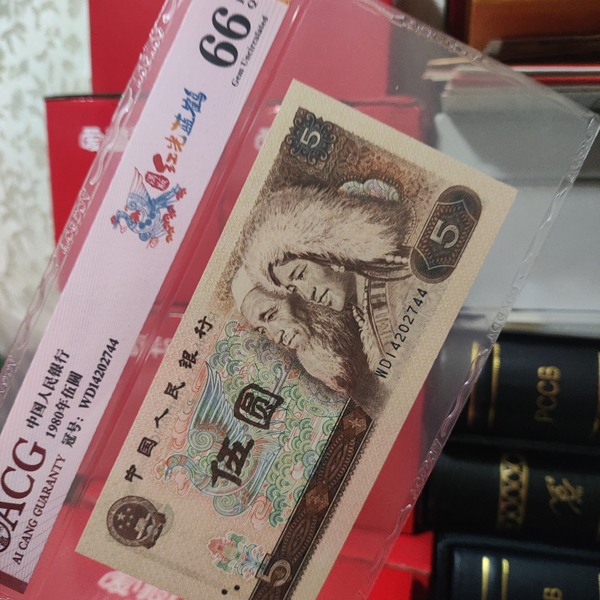 ACG
AI CANG GUARANTY
中国人民银行
1980年伍圆
冠号: WD14202744
红光蓝鹤
66
Gem Uncirculated
中国人民银行
伍圆
5
5
5
WD14202744
PCCB